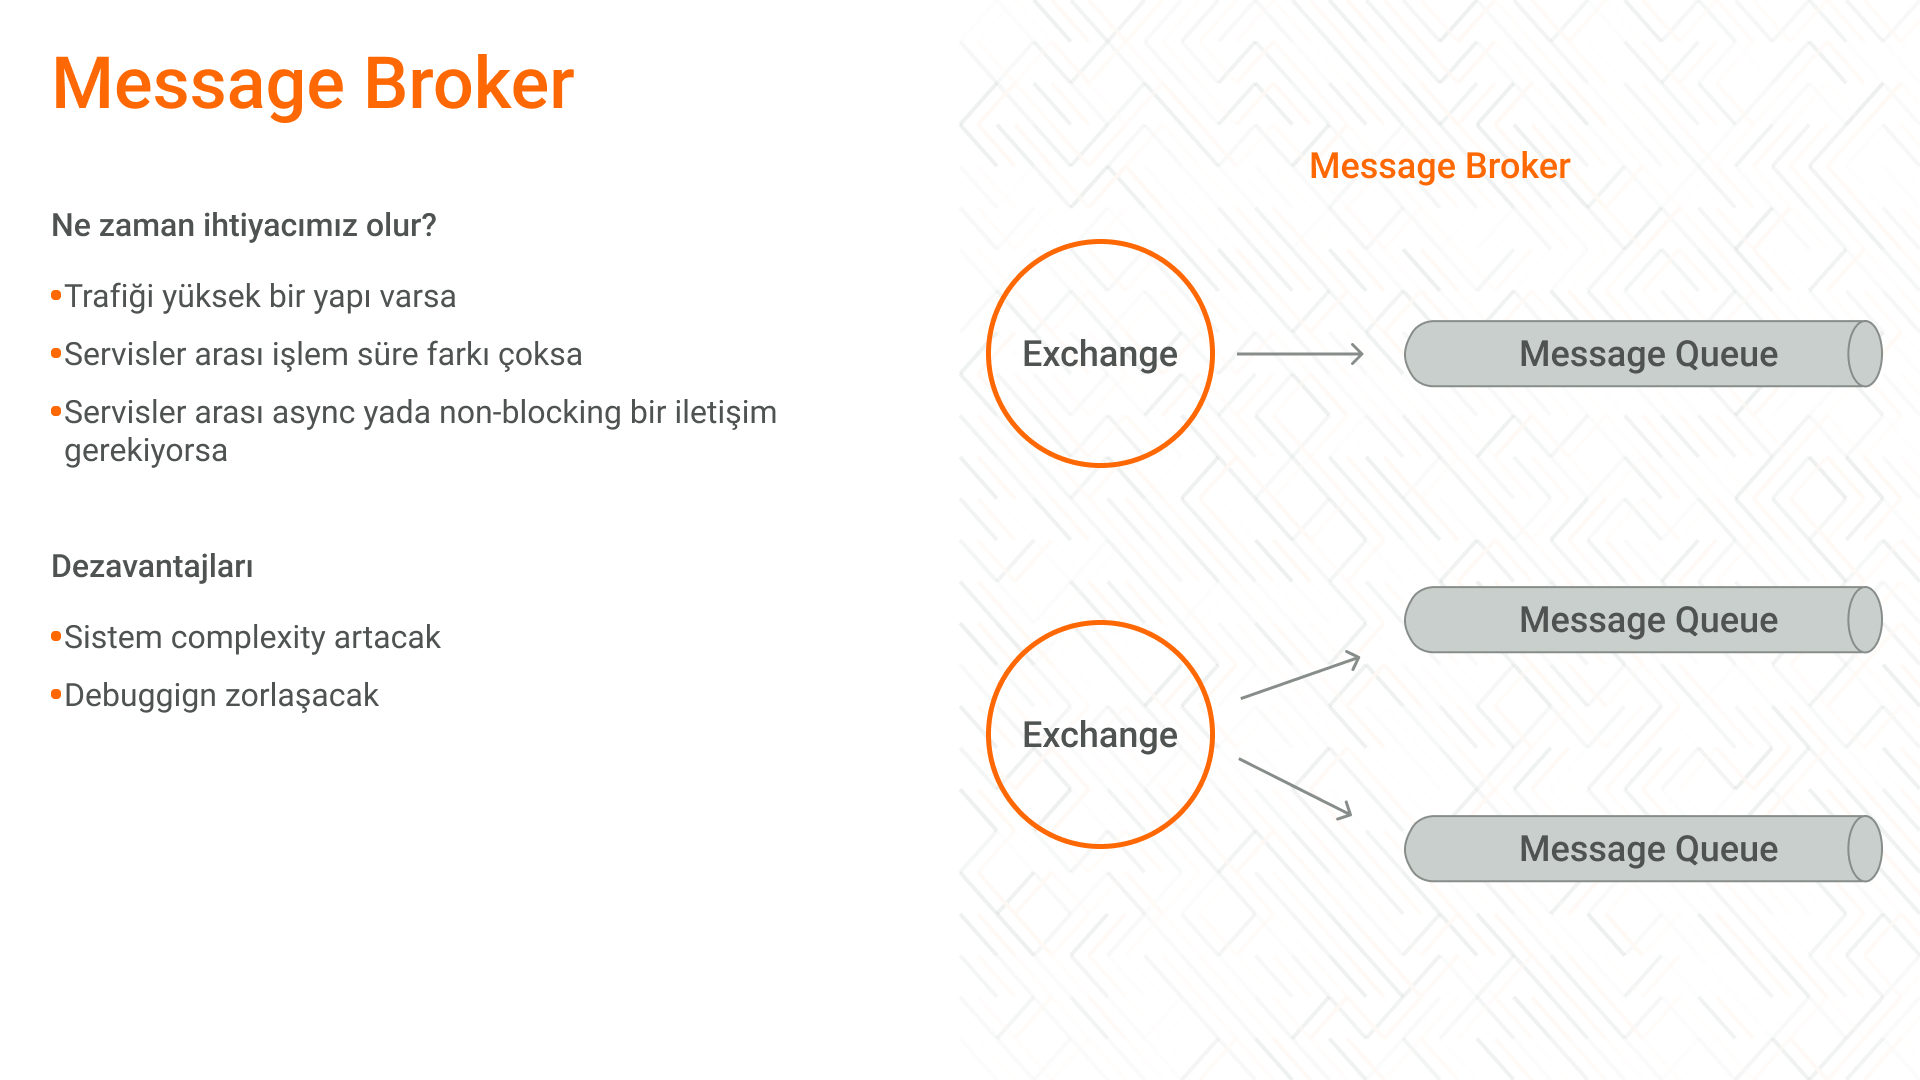 Message Broker
Ne zaman ihtiyacımız olur?
•Trafiği yüksek bir yapı varsa
•Servisler arası işlem süre farkı çoksa
•Servisler arası async yada non-blocking bir iletişim
gerekiyorsa
Dezavantajları
•Sistem complexity artacak
•Debuggign zorlaşacak
Message Broker
Exchange
Message Queue
Exchange
Message Queue
Message Queue